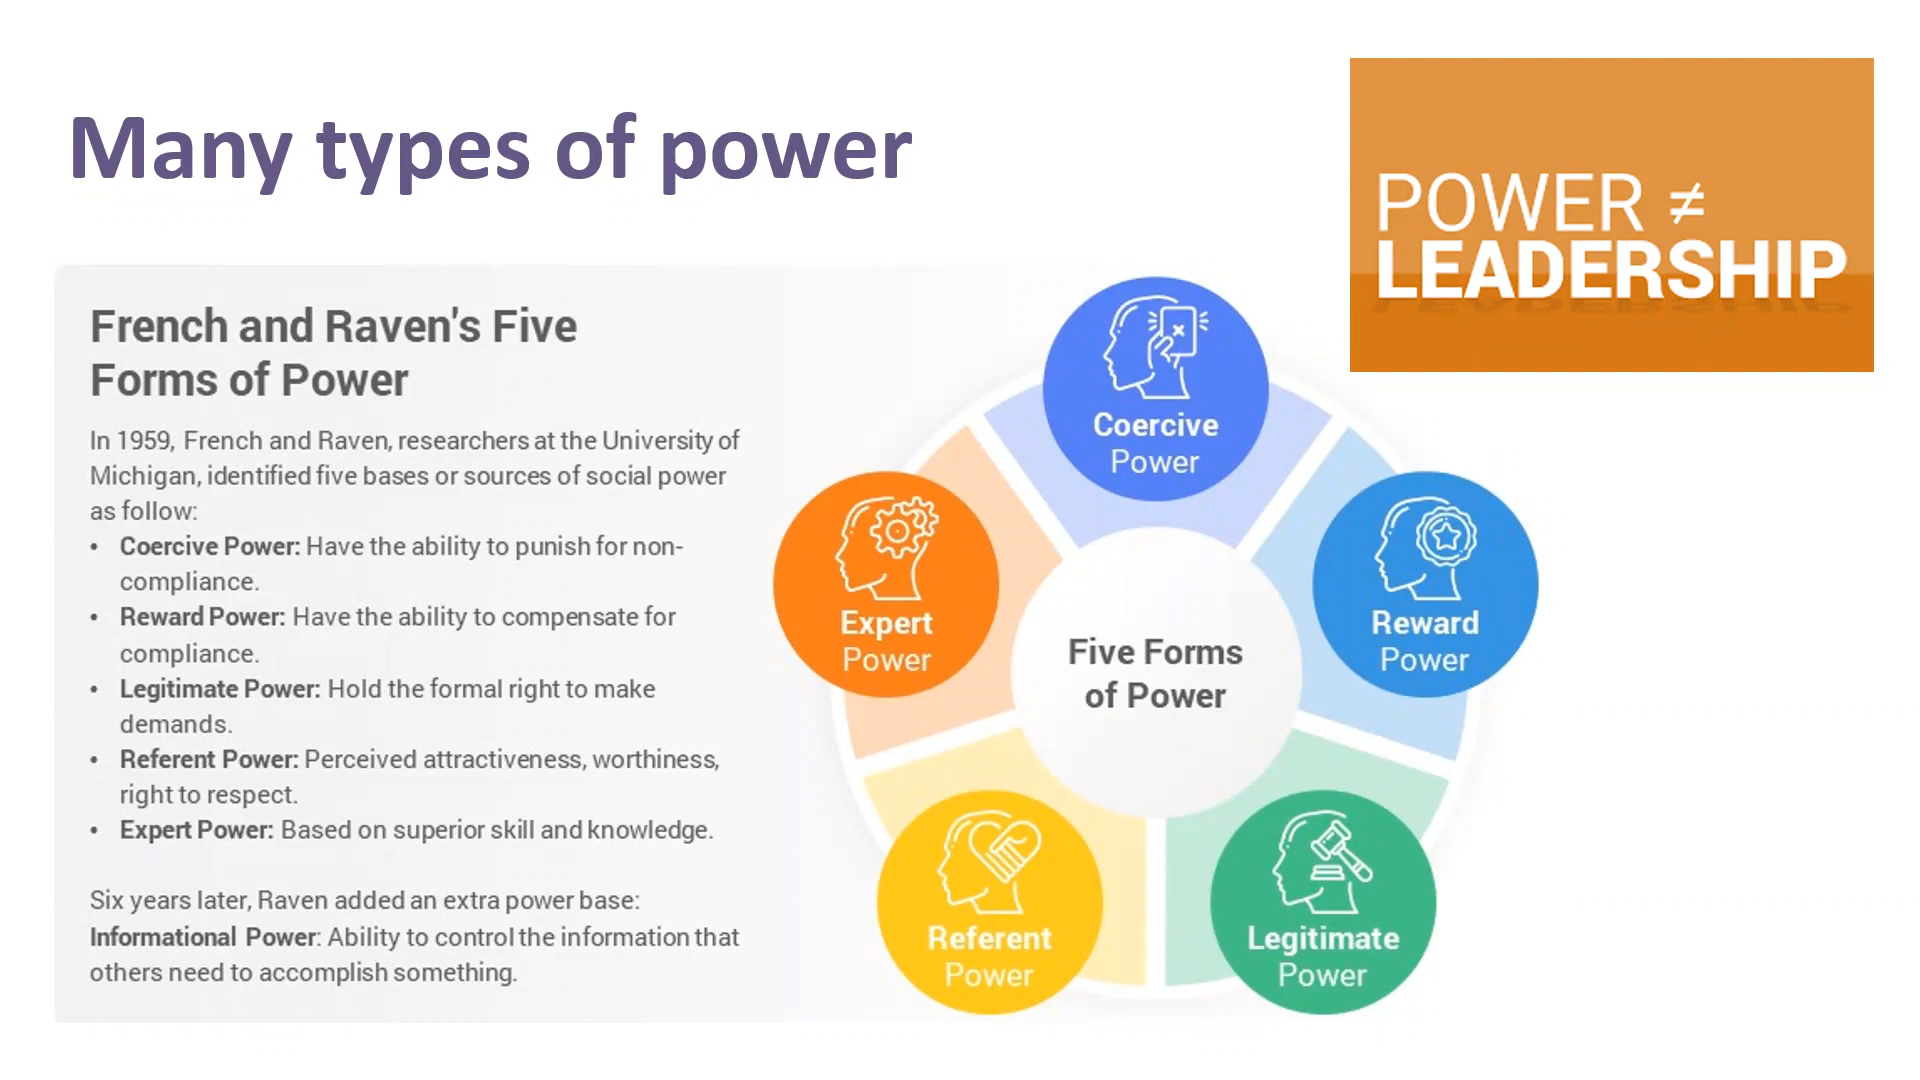 Many types of power
POWER ≠
LEADERSHIP
French and Raven's Five
Forms of Power
In 1959, French and Raven, researchers at the University of
Michigan, identified five bases or sources of social power
as follow:
• Coercive Power: Have the ability to punish for non-
compliance.
• Reward Power: Have the ability to compensate for
compliance.
• Legitimate Power: Hold the formal right to make
demands.
• Referent Power: Perceived attractiveness, worthiness,
right to respect.
• Expert Power: Based on superior skill and knowledge.
Six years later, Raven added an extra power base:
Informational Power: Ability to control the information that
others need to accomplish something.
Coercive
Power
Reward
Power
Legitimate
Power
Referent
Power
Expert
Power
Five Forms
of Power